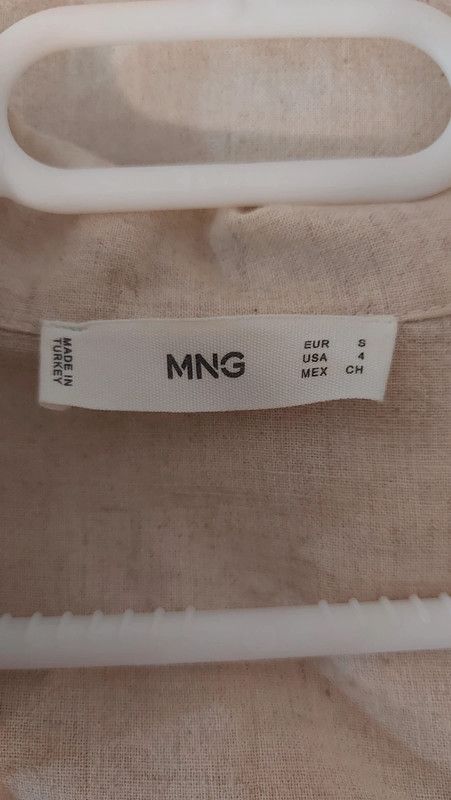 MADE IN
TURKEY
MNG
EUR S
USA 4
MEX CH